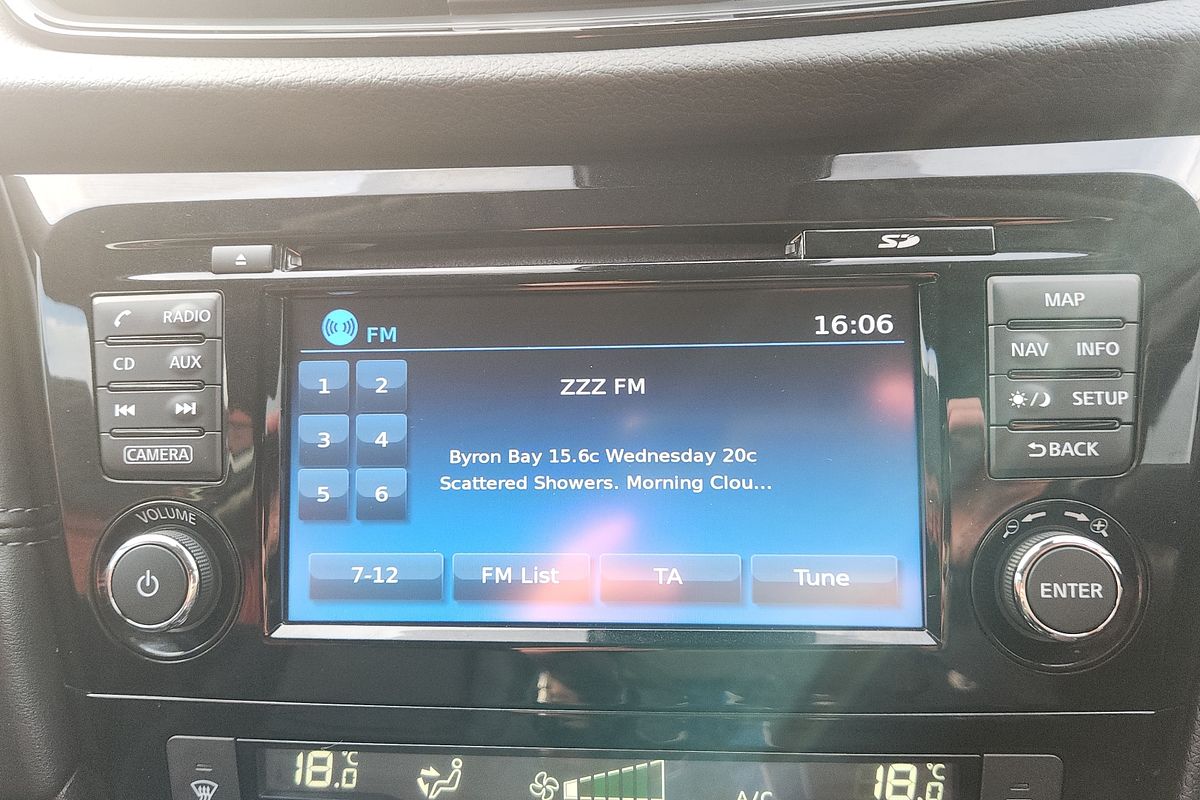 SD
RADIO
CD AUX
CAMERA
VOLUME
FM
16:06
1 2
3 4
5 6
ZZZ FM
Byron Bay 15.6c Wednesday 20c
Scattered Showers. Morning Clou...
7-12 FM List TA Tune
MAP
NAV INFO
SETUP
BACK
ENTER
18.0 °C
A/C
18.0 °C